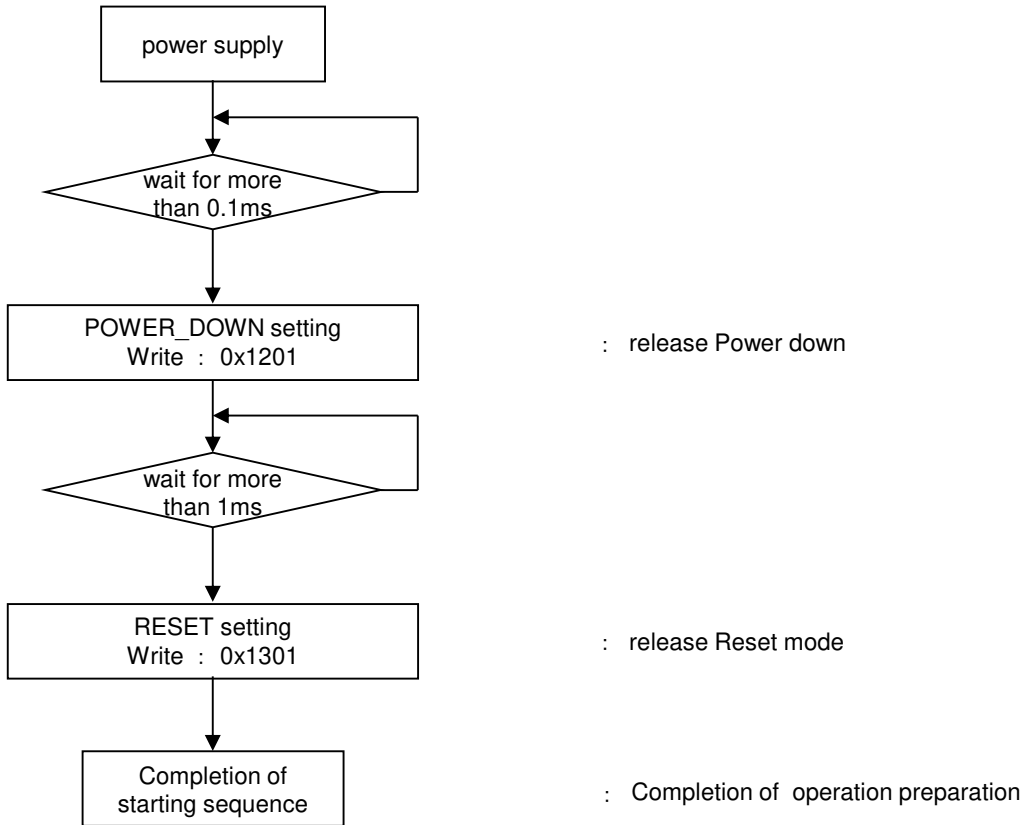 power supply
wait for more
than 0.1ms
POWER_DOWN setting
Write : 0x1201
: release Power down
wait for more
than 1ms
RESET setting
Write : 0x1301
: release Reset mode
Completion of
starting sequence
: Completion of operation preparation